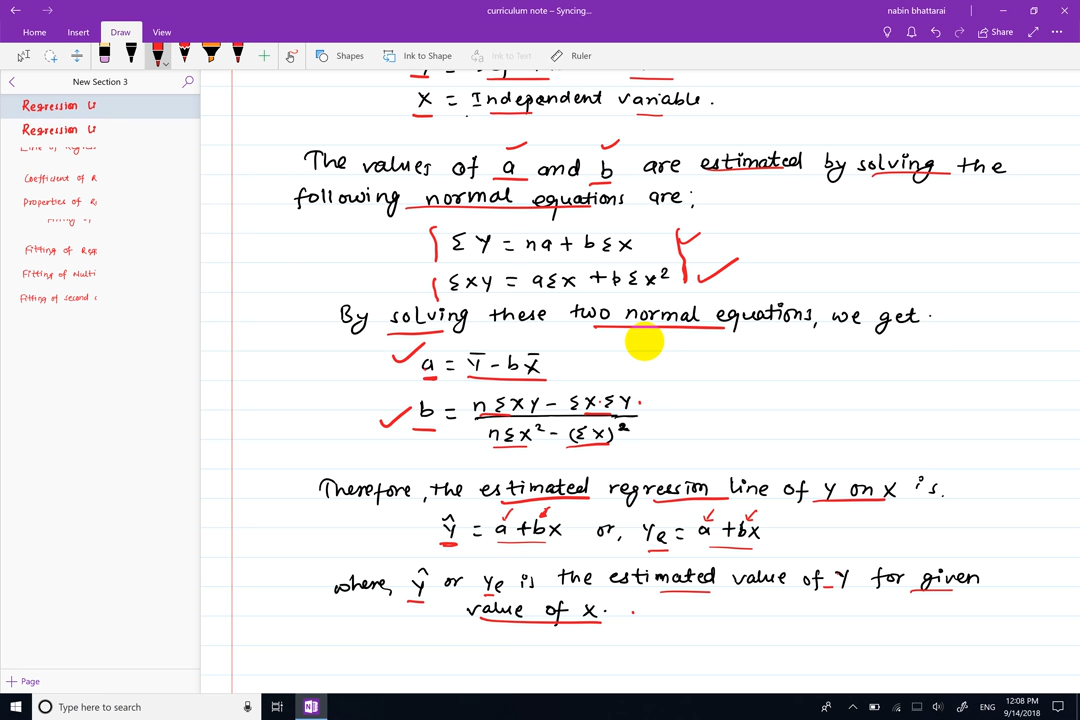 curriculum note - Syncing...
nabin bhattarai
Home
Insert
Draw
View
Share
Shapes
Ink to Shape
Ink to Text
Ruler
New Section 3
Regression Li
Regression Li
Coefficient of R
Properties of R
Fitting of Reg
Fitting of Multi
Fitting of second
Page
X = Independent variable.
The values of a and b are estimated by solving the
following normal equations are;
ΣY = na + bΣX
ΣXY = aΣX + bΣX²
By solving these two normal equations, we get.
a = Y̅ - bX̅
b = nΣXY - ΣX·ΣY
nΣX² - (ΣX)²
Therefore, the estimated regression line of Y on X is.
Ŷ = a + bX or, Ye = a + bX
where, Ŷ or Ye is the estimated value of Y for given
value of X.
Type here to search
ENG
12:08 PM
9/14/2018